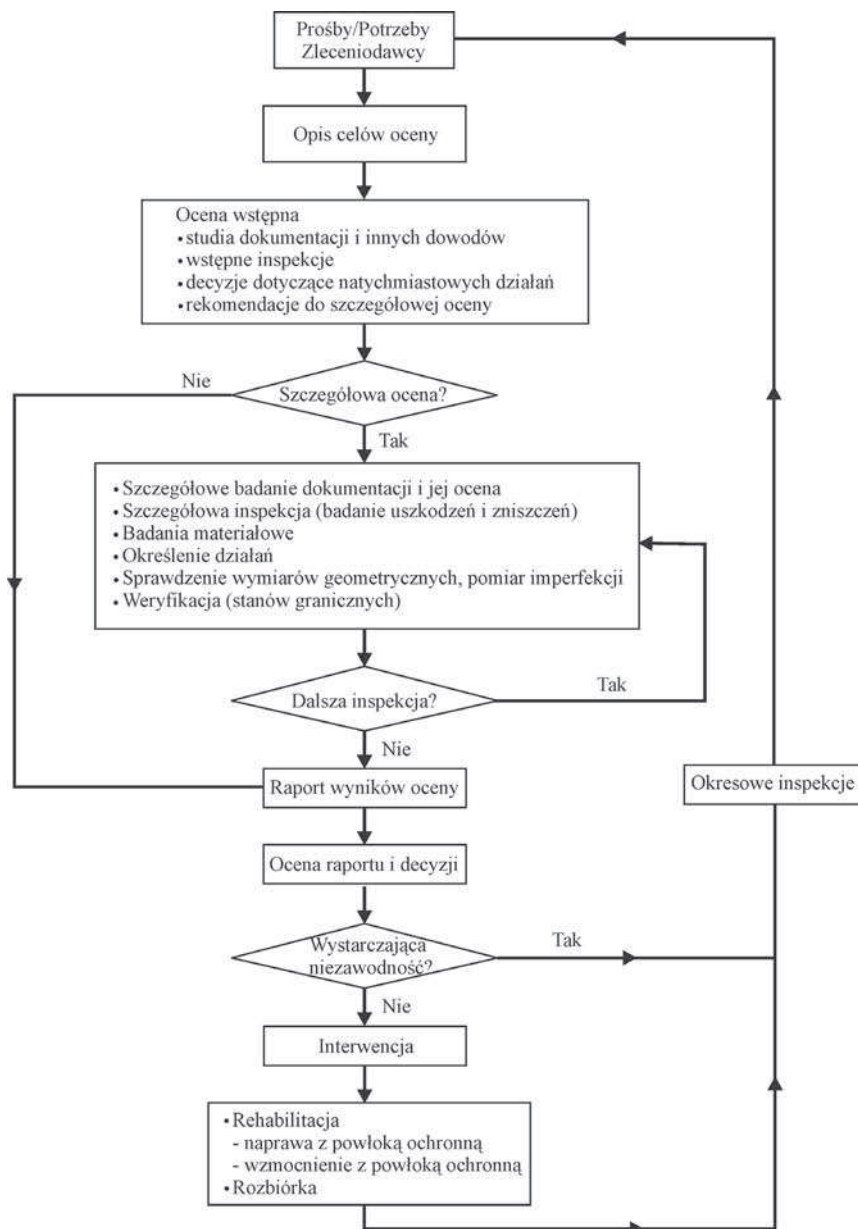 Prośby/Potrzeby
Zleceniodawcy
Opis celów oceny
Ocena wstępna
• studia dokumentacji i innych dowodów
• wstępne inspekcje
• decyzje dotyczące natychmiastowych działań
• rekomendacje do szczegółowej oceny
Nie
Szczegółowa ocena?
Tak
• Szczegółowe badanie dokumentacji i jej ocena
• Szczegółowa inspekcja (badanie uszkodzeń i zniszczeń)
• Badania materiałowe
• Określenie działań
• Sprawdzenie wymiarów geometrycznych, pomiar imperfekcji
• Weryfikacja (stanów granicznych)
Dalsza inspekcja?
Tak
Nie
Raport wyników oceny
Okresowe inspekcje
Ocena raportu i decyzji
Wystarczająca
niezawodność?
Tak
Nie
Interwencja
• Rehabilitacja
- naprawa z powłoką ochronną
- wzmocnienie z powłoką ochronną
• Rozbiórka